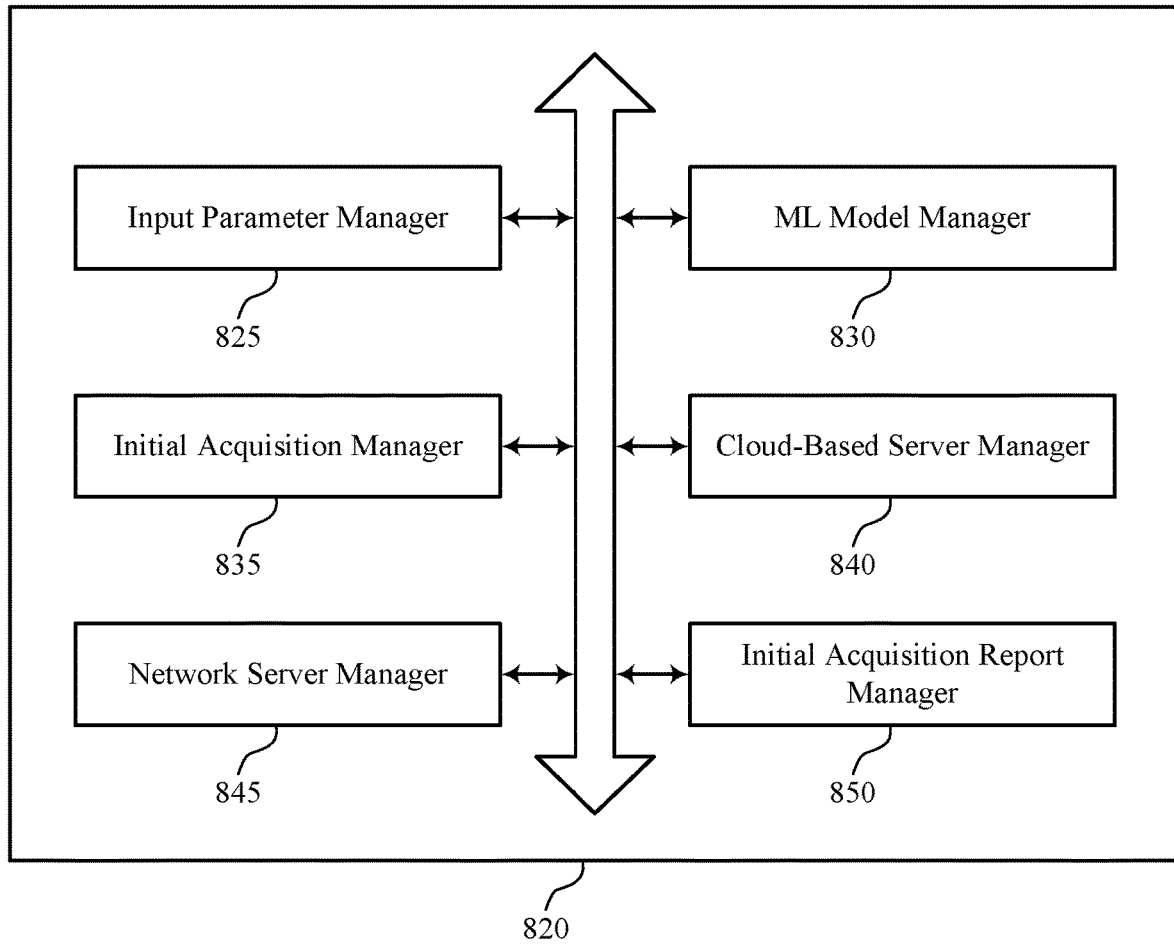 Input Parameter Manager
ML Model Manager
825
830
Initial Acquisition Manager
Cloud-Based Server Manager
835
840
Network Server Manager
Initial Acquisition Report
Manager
845
850
820